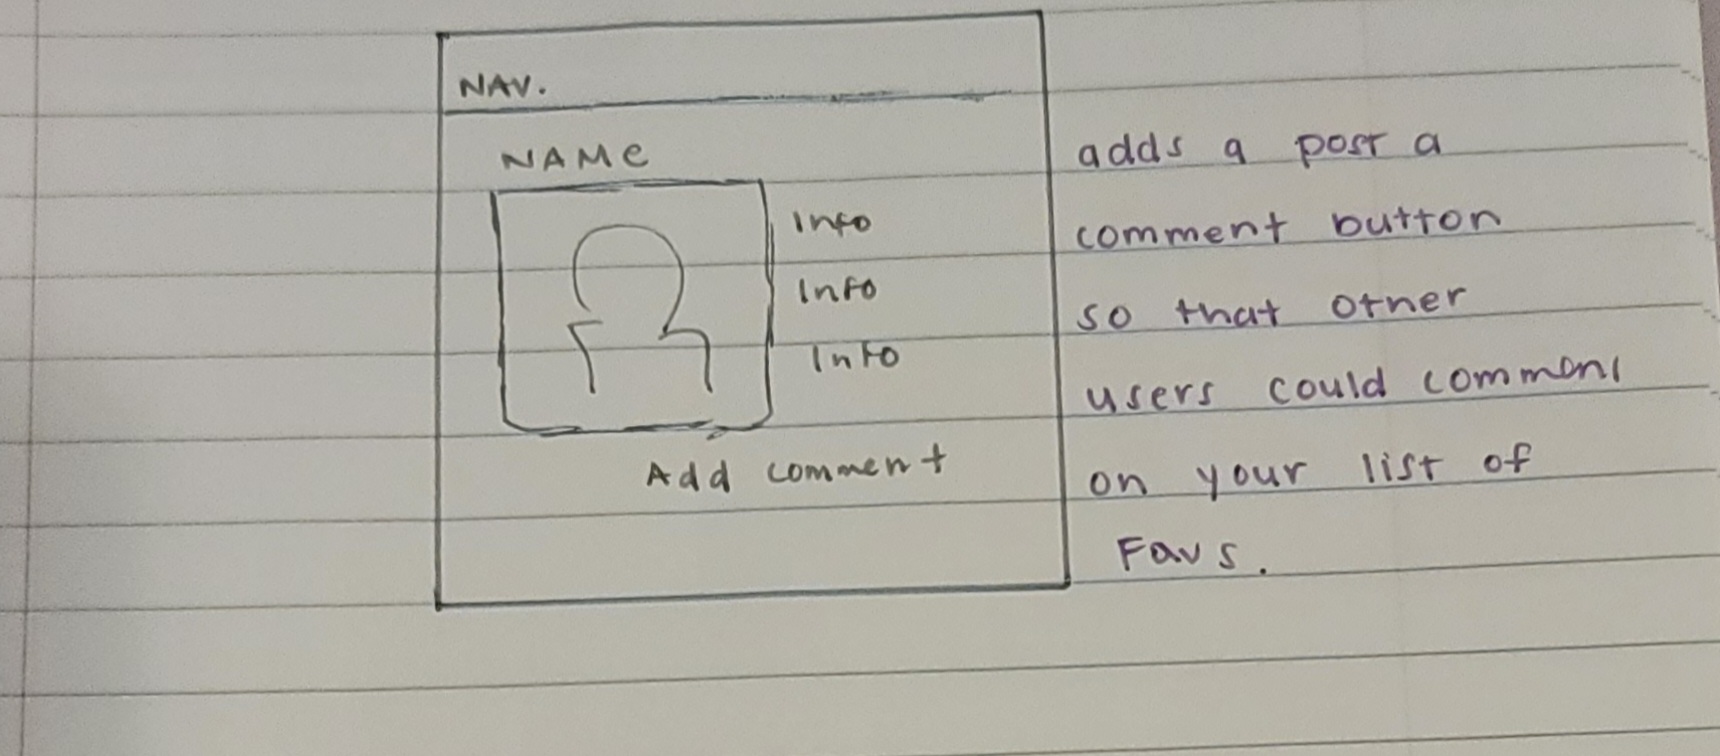 NAV.
NAMe
Info
Info
Info
Add comment
adds a post a
comment button
so that other
users could comment
on your list of
Favs.